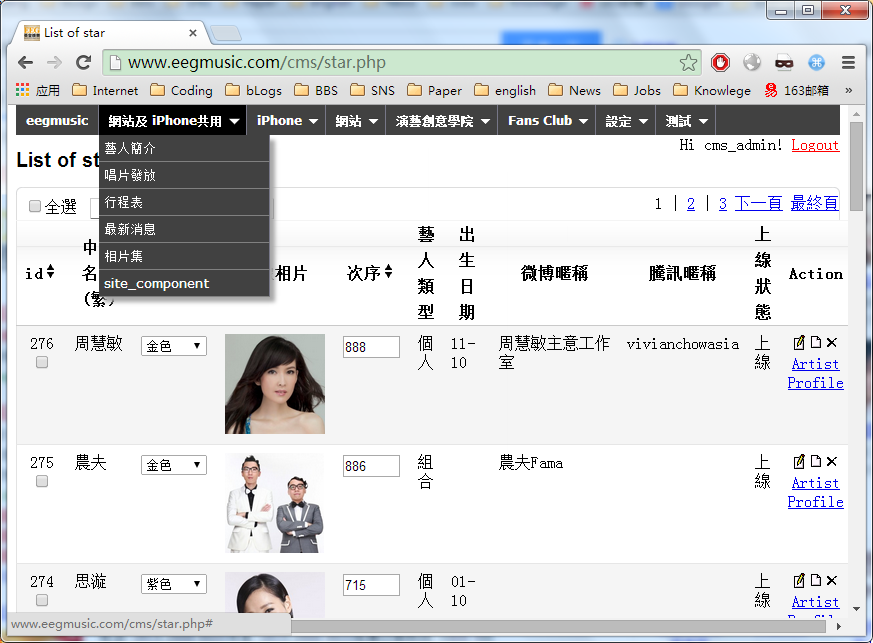 List of star
www.eegmusic.com/cms/star.php
应用 Internet Coding bLogs BBS SNS Paper english News Jobs Knowlege 163邮箱 »
eegmusic 網站及 iPhone共用 iPhone 網站 演藝創意學院 Fans Club 設定 測試
Hi cms_admin! Logout
List of st
藝人簡介
唱片發放
行程表
最新消息
相片集
site_component
全選
1 | 2 | 3 下一頁 最終頁
id 中名(繁) 相片 次序 藝人類型 出生日期 微博暱稱 騰訊暱稱 上線狀態 Action
276 周慧敏 金色 888 個人 11-10 周慧敏主意工作室 vivianchowasia 上線 Artist Profile
275 農夫 金色 886 組合 農夫Fama 上線 Artist Profile
274 思漩 紫色 715 個人 01-10 上線 Artist
www.eegmusic.com/cms/star.php#